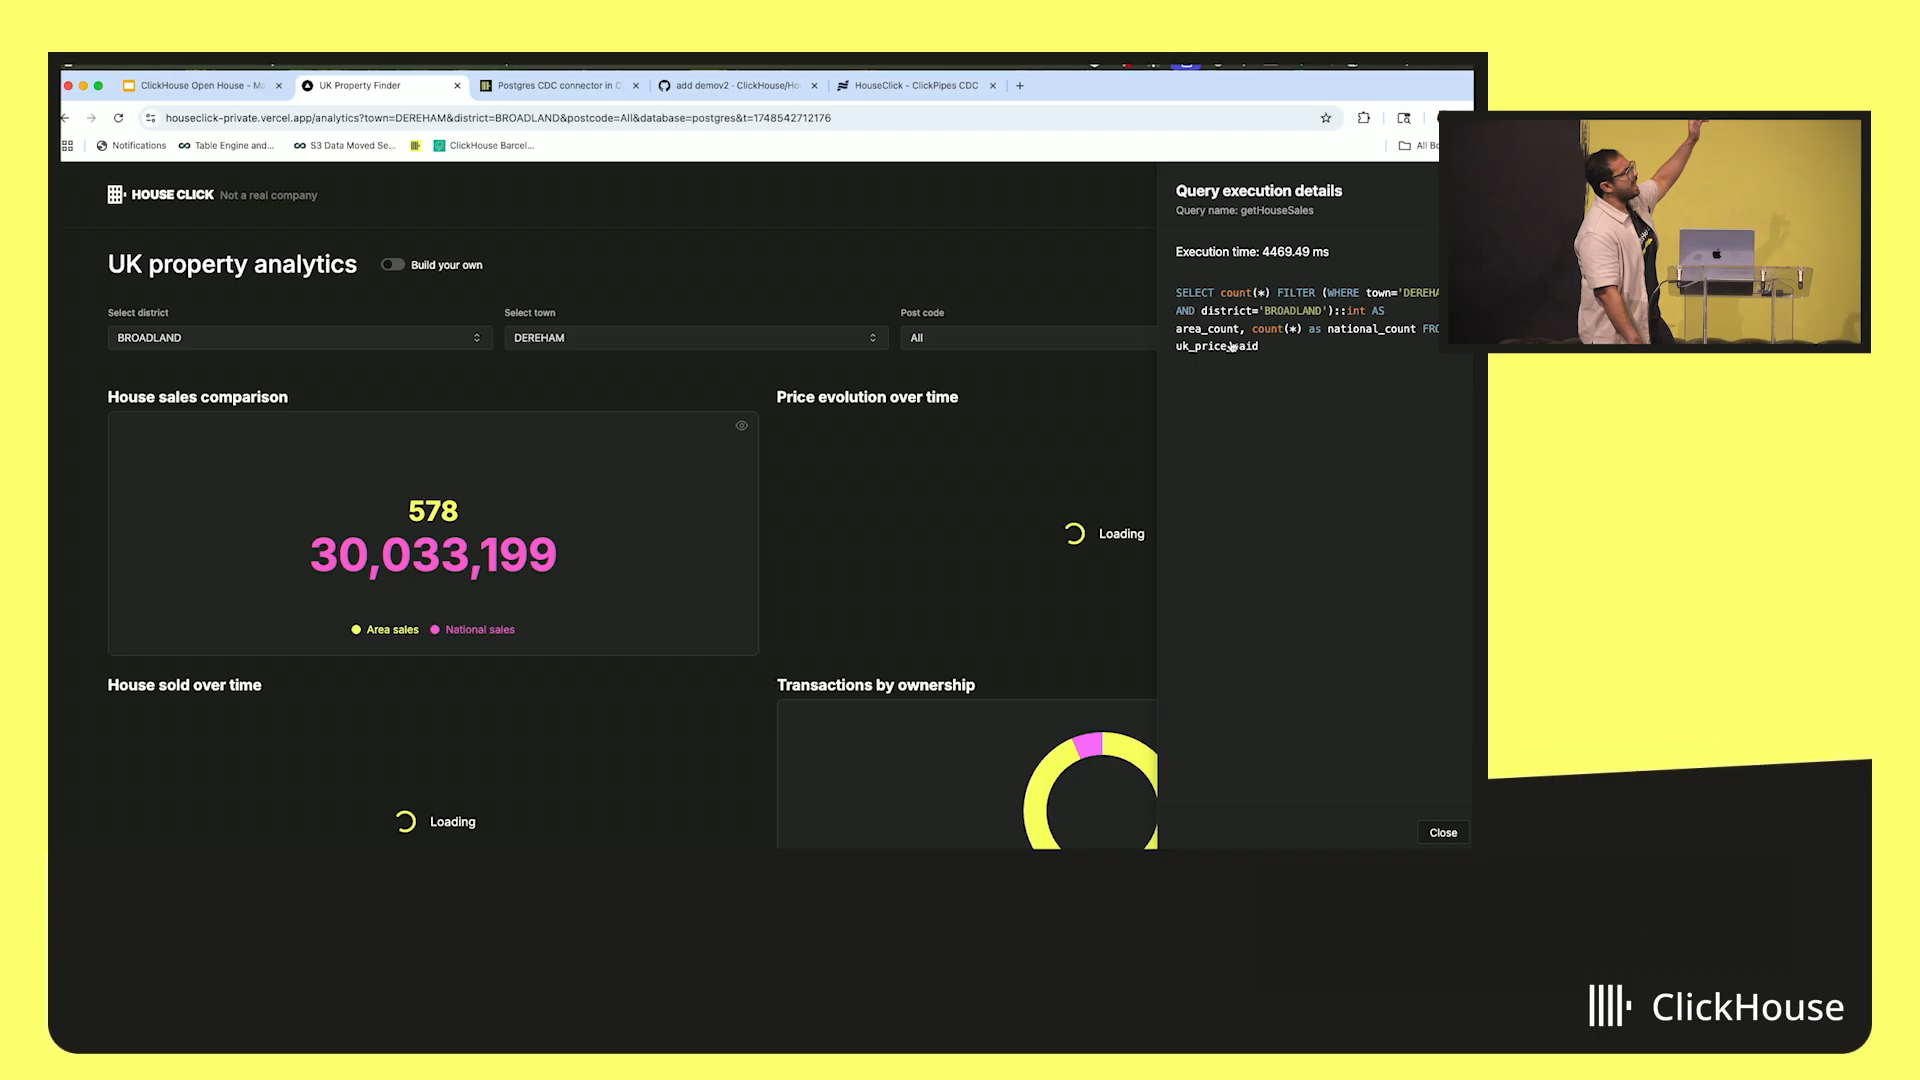 ClickHouse Open House - Ma
UK Property Finder
Postgres CDC connector in C
add demov2 · ClickHouse/Ho
HouseClick - ClickPipes CDC
houseclick-private.vercel.app/analytics?town=DEREHAM&district=BROADLAND&postcode=All&database=postgres&t=1748542712176
Notifications
Table Engine and...
S3 Data Moved Se...
ClickHouse Barcel...
All Bo
HOUSE CLICK Not a real company
UK property analytics
Build your own
Select district
Select town
Post code
BROADLAND
DEREHAM
All
House sales comparison
578
30,033,199
Area sales
National sales
Price evolution over time
Loading
House sold over time
Loading
Transactions by ownership
Query execution details
Query name: getHouseSales
Execution time: 4469.49 ms
SELECT count(*) FILTER (WHERE town='DEREHA
AND district='BROADLAND')::int AS
area_count, count(*) as national_count FRO
uk_price_paid
Close
ClickHouse